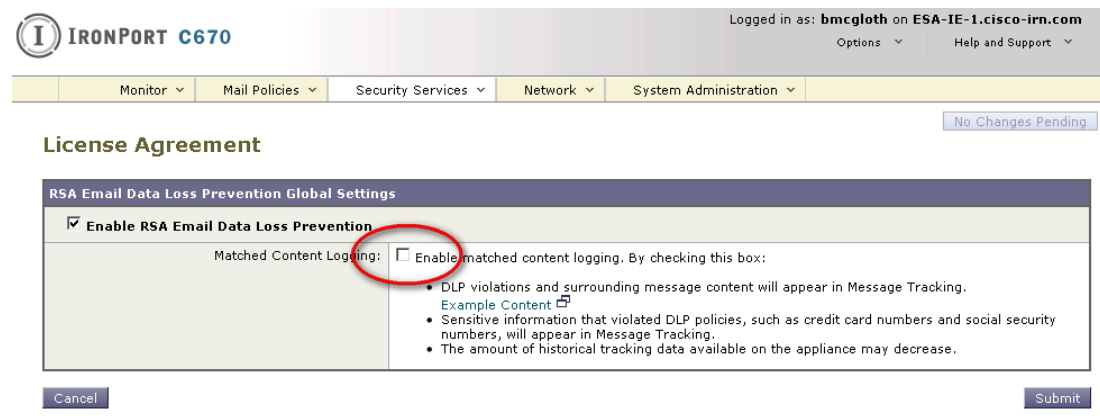 Logged in as: bmcgloth on ESA-IE-1.cisco-irn.com
IRONPORT C670
Options Help and Support
Monitor Mail Policies Security Services Network System Administration
No Changes Pending
License Agreement
RSA Email Data Loss Prevention Global Settings
Enable RSA Email Data Loss Prevention
Matched Content Logging: Enable matched content logging. By checking this box:
• DLP violations and surrounding message content will appear in Message Tracking.
Example Content
• Sensitive information that violated DLP policies, such as credit card numbers and social security
numbers, will appear in Message Tracking.
• The amount of historical tracking data available on the appliance may decrease.
Cancel Submit